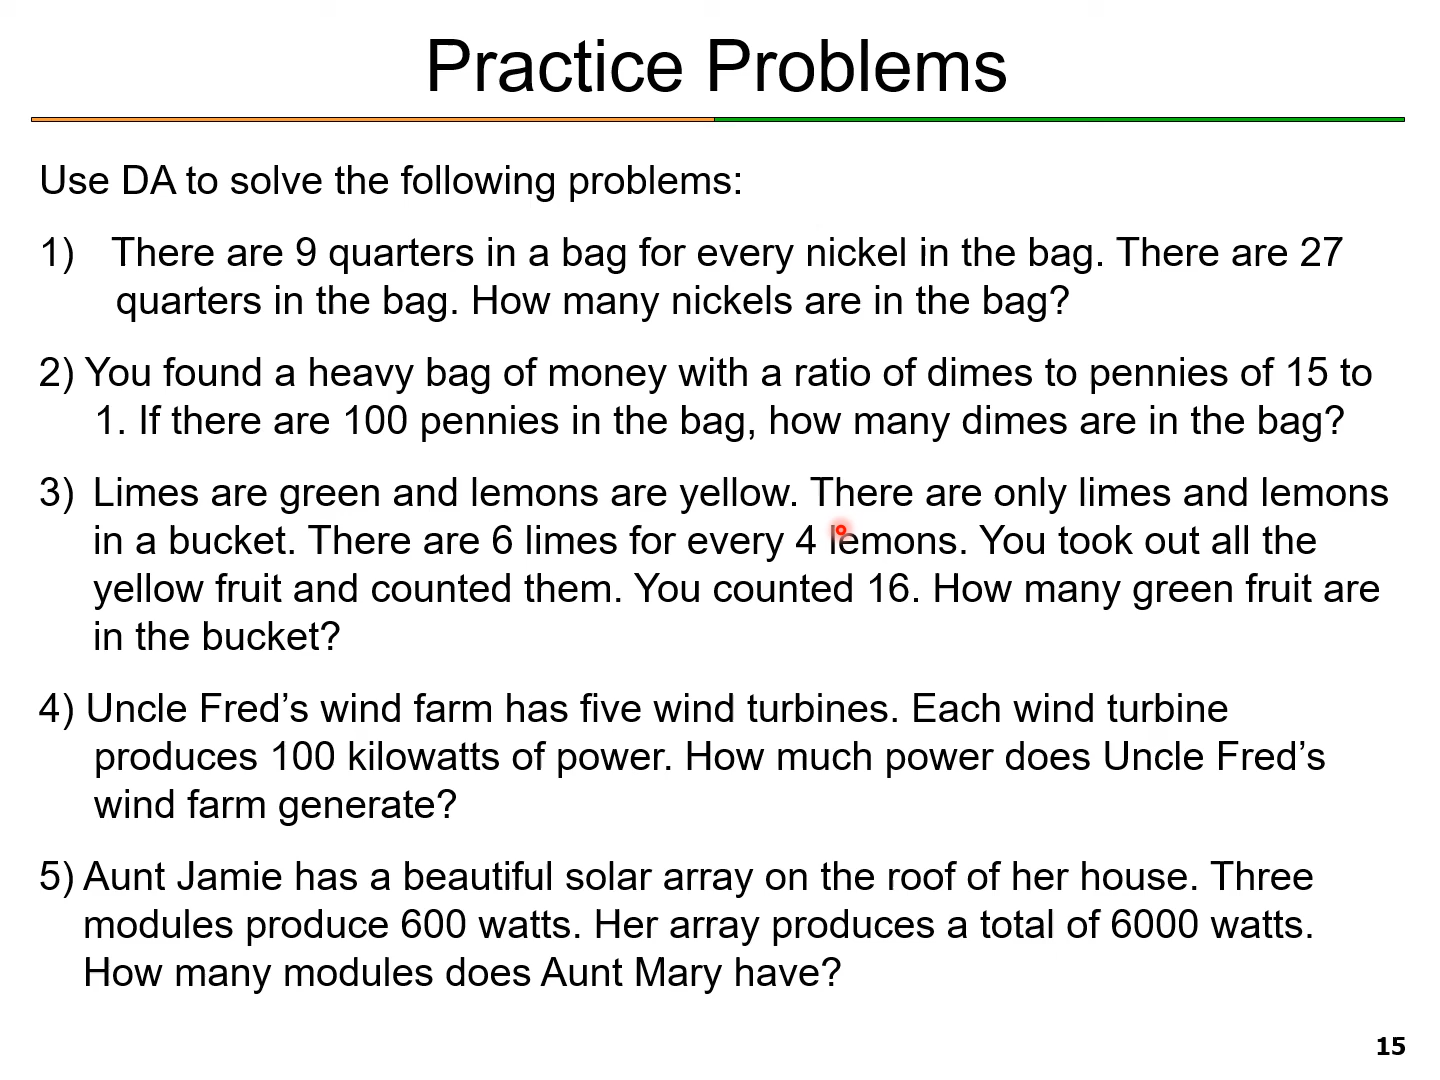 Practice Problems
Use DA to solve the following problems:
1) There are 9 quarters in a bag for every nickel in the bag. There are 27
quarters in the bag. How many nickels are in the bag?
2) You found a heavy bag of money with a ratio of dimes to pennies of 15 to
1. If there are 100 pennies in the bag, how many dimes are in the bag?
3) Limes are green and lemons are yellow. There are only limes and lemons
in a bucket. There are 6 limes for every 4 lemons. You took out all the
yellow fruit and counted them. You counted 16. How many green fruit are
in the bucket?
4) Uncle Fred’s wind farm has five wind turbines. Each wind turbine
produces 100 kilowatts of power. How much power does Uncle Fred’s
wind farm generate?
5) Aunt Jamie has a beautiful solar array on the roof of her house. Three
modules produce 600 watts. Her array produces a total of 6000 watts.
How many modules does Aunt Mary have?
15